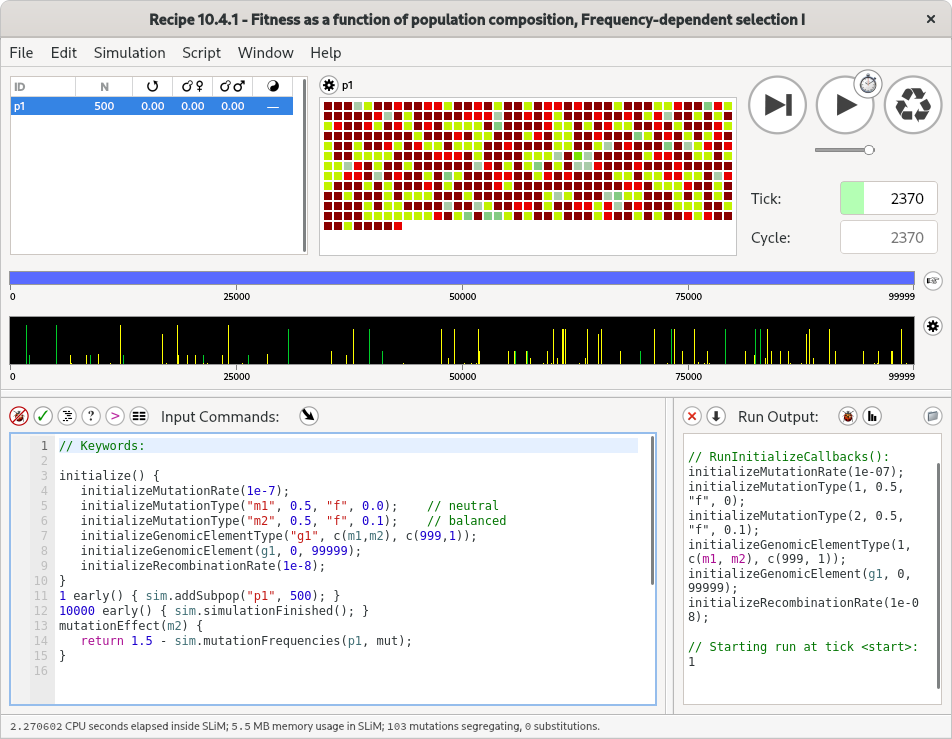 Recipe 10.4.1 - Fitness as a function of population composition, Frequency-dependent selection I
File Edit Simulation Script Window Help
ID N
p1 500 0.00 0.00 0.00 —
p1
Tick: 2370
Cycle: 2370
0 25000 50000 75000 99999
0 25000 50000 75000 99999
Input Commands:
1 // Keywords:
2
3 initialize() {
4 initializeMutationRate(1e-7);
5 initializeMutationType("m1", 0.5, "f", 0.0); // neutral
6 initializeMutationType("m2", 0.5, "f", 0.1); // balanced
7 initializeGenomicElementType("g1", c(m1,m2), c(999,1));
8 initializeGenomicElement(g1, 0, 99999);
9 initializeRecombinationRate(1e-8);
10 }
11 1 early() { sim.addSubpop("p1", 500); }
12 10000 early() { sim.simulationFinished(); }
13 mutationEffect(m2) {
14 return 1.5 - sim.mutationFrequencies(p1, mut);
15 }
16
Run Output:
// RunInitializeCallbacks():
initializeMutationRate(1e-07);
initializeMutationType(1, 0.5,
"f", 0);
initializeMutationType(2, 0.5,
"f", 0.1);
initializeGenomicElementType(1,
c(m1, m2), c(999, 1));
initializeGenomicElement(g1, 0,
99999);
initializeRecombinationRate(1e-0
8);
// Starting run at tick <start>:
1
2.270602 CPU seconds elapsed inside SLiM; 5.5 MB memory usage in SLiM; 103 mutations segregating, 0 substitutions.